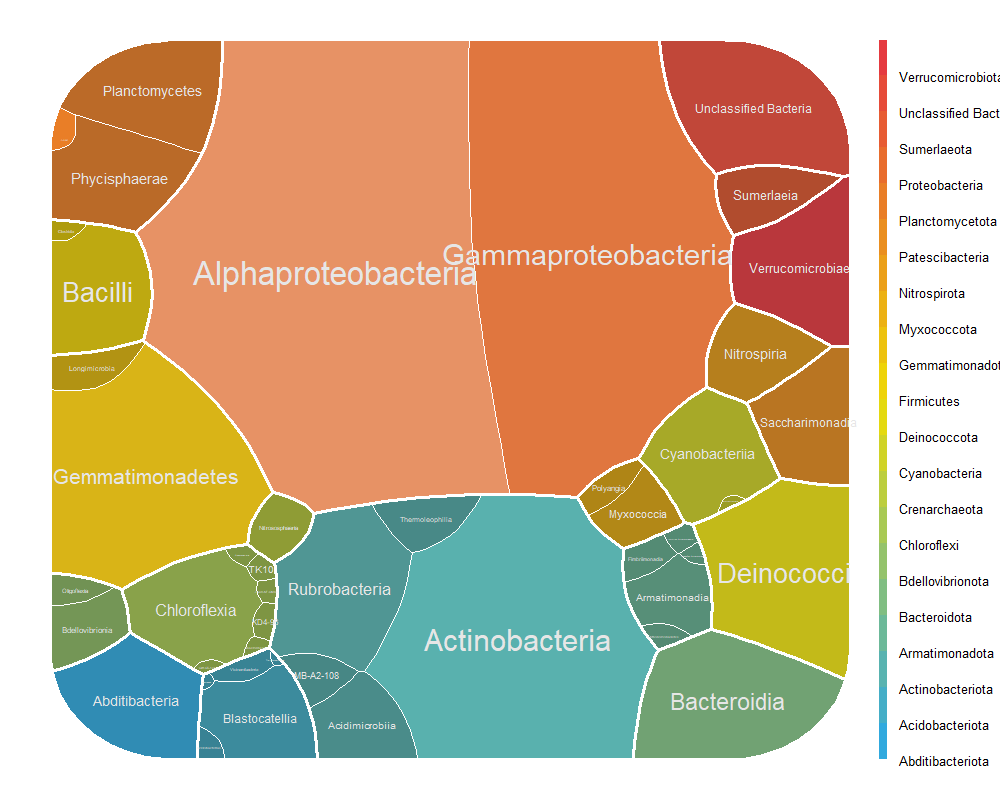 Planctomycetes
Unclassified Bacteria
Phycisphaerae
Sumerlaeia
Gammaproteobacteria
Alphaproteobacteria
Verrucomicrobiae
Bacilli
Nitrospiria
Longimicrobia
Saccharimonadia
Cyanobacteriia
Gemmatimonadetes
Polyangia
Myxococcia
Thermoleophilia
Nitrososphaeria
Fimbriimonadia
TK10
Deinococci
Rubrobacteria
Oligoflexia
Armatimonadia
Chloroflexia
KD4-96
Bdellovibrionia
Actinobacteria
MB-A2-108
Abditibacteria
Bacteroidia
Blastocatellia
Acidimicrobiia
Verrucomicrobiota
Unclassified Bact
Sumerlaeota
Proteobacteria
Planctomycetota
Patescibacteria
Nitrospirota
Myxococcota
Gemmatimonadot
Firmicutes
Deinococcota
Cyanobacteria
Crenarchaeota
Chloroflexi
Bdellovibrionota
Bacteroidota
Armatimonadota
Actinobacteriota
Acidobacteriota
Abditibacteriota